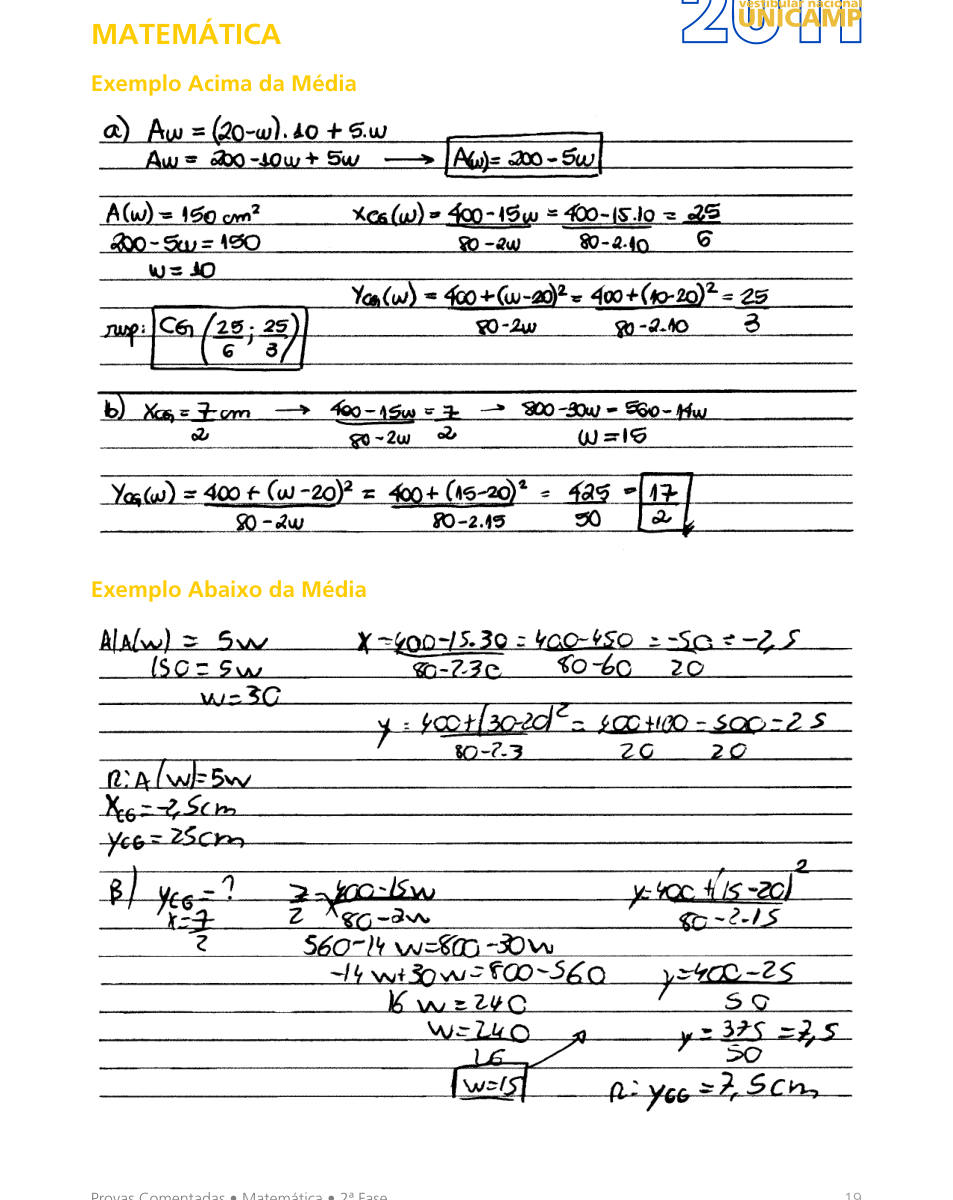 MATEMÁTICA
2011
vestibular nacional
UNICAMP
Exemplo Acima da Média
a) Aw = (20-w).10 + 5.w
Aw = 200 - 10w + 5w → A(w) = 200 - 5w
A(w) = 150 cm² XCG(w) = 400-15w/80-2w = 400-15.10/80-2.10 = 25/6
200 - 5w = 150
w = 10
YCG(w) = 400+(w-20)²/80-2w = 400+(10-20)²/80-2.10 = 25/3
resp: CG (25/6 ; 25/3)
b) XCG = 7/2 cm → 400-15w/80-2w = 7/2 → 800-30w = 560-14w
w = 15
YCG(w) = 400+(w-20)²/80-2w = 400+(15-20)²/80-2.15 = 425/50 = 17/2
Exemplo Abaixo da Média
A) A(w) = 5w X = 400-15.30/80-2.30 = 400-450/80-60 = -50/20 = -2,5
150 = 5w
w = 30
y = 400+(30-20)²/80-2.3 = 400+100/20 = 500/20 = 25
R: A(w) = 5w
XCG = -2,5cm
yCG = 25cm
B) yCG = ? 7/2 = 400-15w/80-2w y = 400+(15-20)²/80-2.15
x = 7/2
560-14w = 800-30w
-14w+30w = 800-560 y = 400-25/50
16w = 240
w = 240/16 y = 375/50 = 7,5
w = 15 R: yCG = 7,5cm
Provas Comentadas • Matemática • 2ª Fase 19